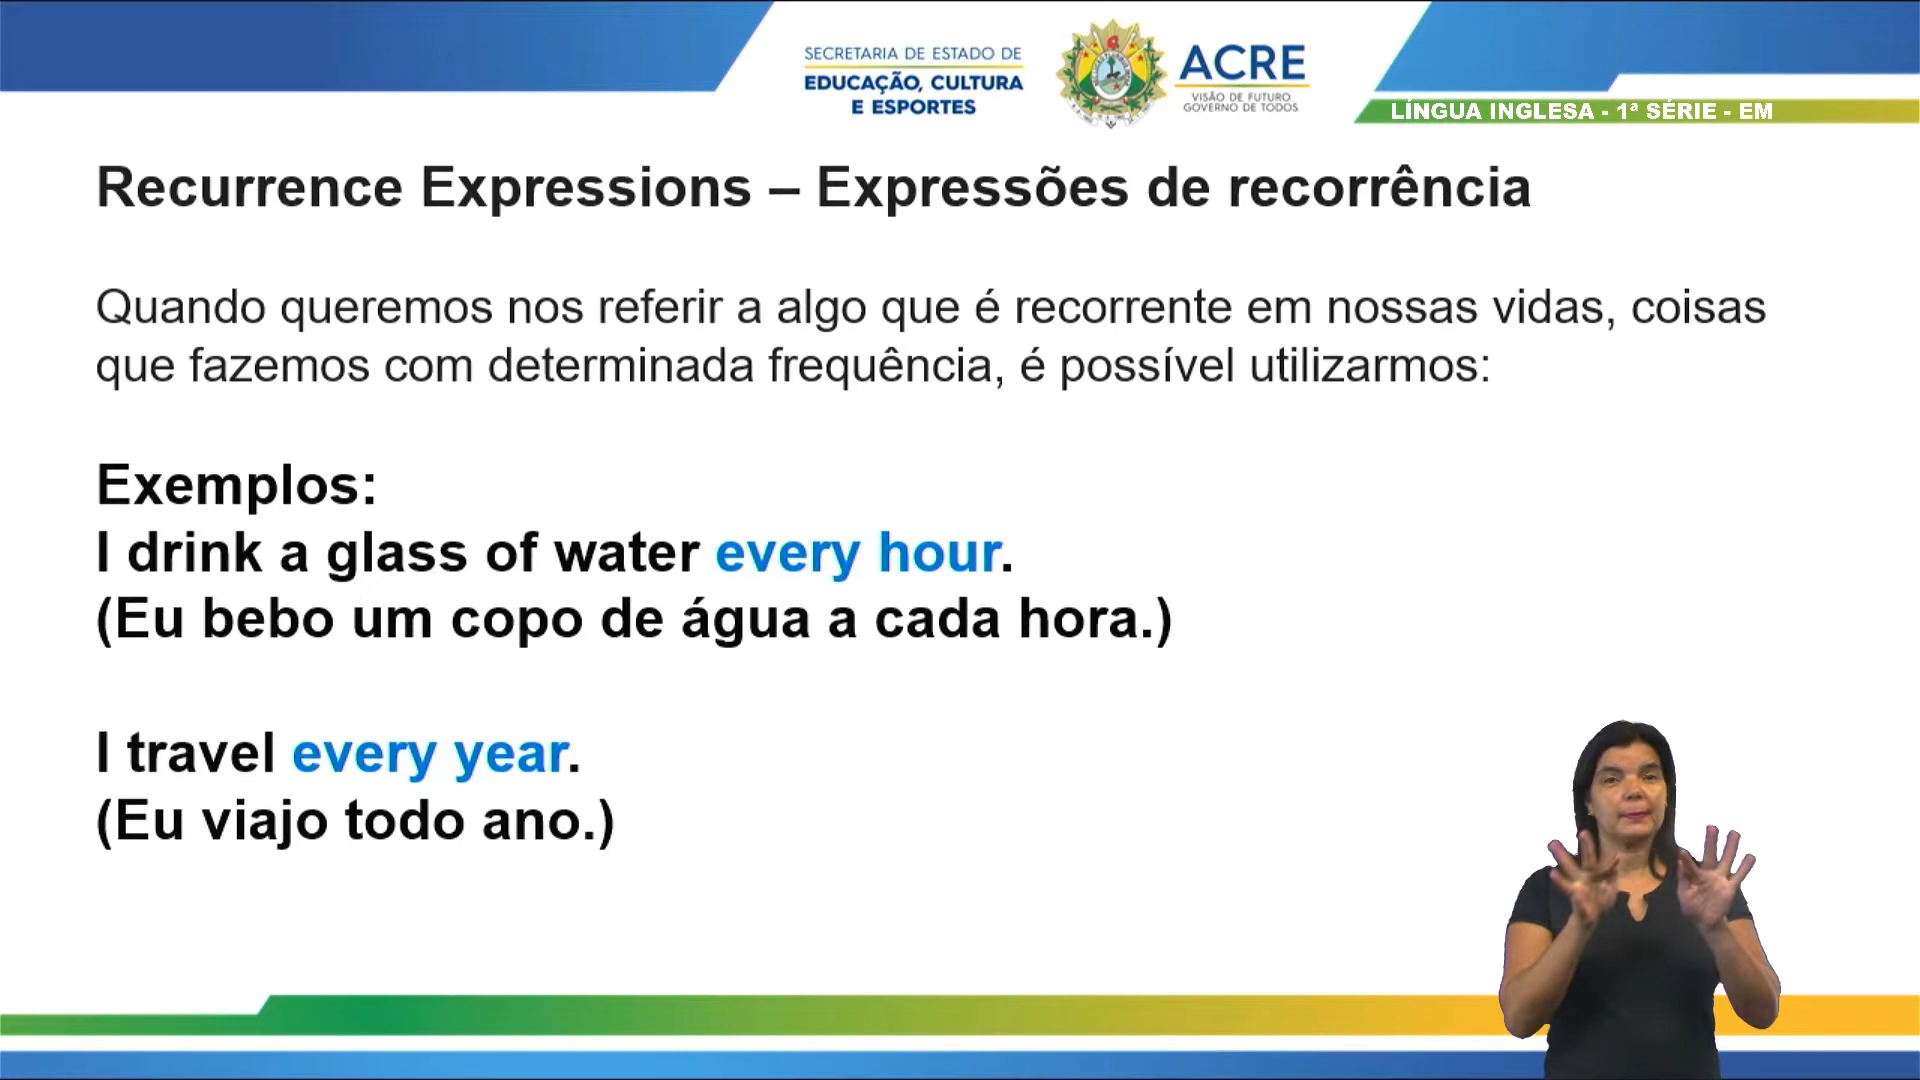 SECRETARIA DE ESTADO DE
EDUCAÇÃO, CULTURA
E ESPORTES
ACRE
VISÃO DE FUTURO
GOVERNO DE TODOS
LÍNGUA INGLESA - 1ª SÉRIE - EM
Recurrence Expressions – Expressões de recorrência
Quando queremos nos referir a algo que é recorrente em nossas vidas, coisas
que fazemos com determinada frequência, é possível utilizarmos:
Exemplos:
I drink a glass of water every hour.
(Eu bebo um copo de água a cada hora.)
I travel every year.
(Eu viajo todo ano.)